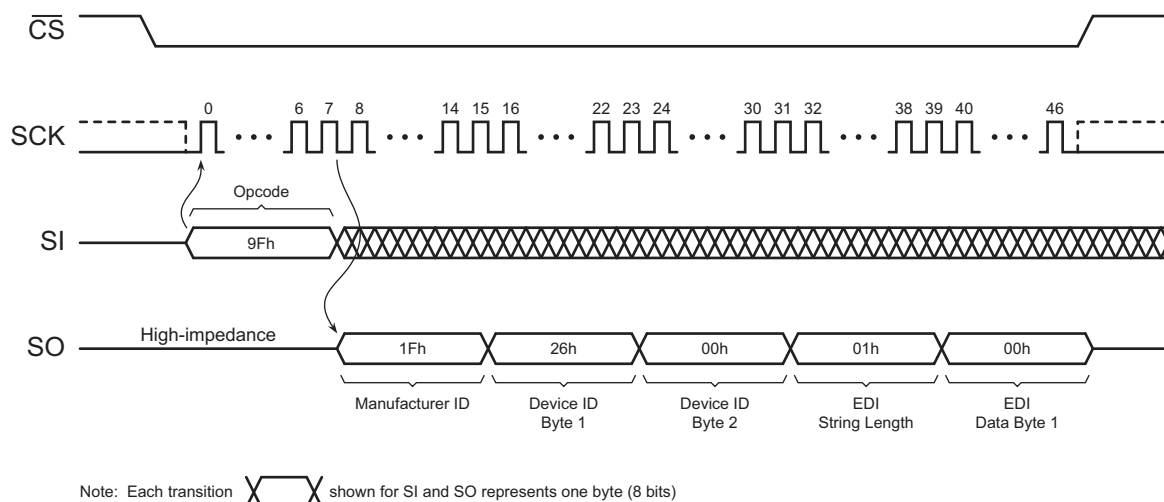 CS
0 6 7 8 14 15 16 22 23 24 30 31 32 38 39 40 46
SCK
Opcode
SI
9Fh
High-impedance
SO
1Fh 26h 00h 01h 00h
Manufacturer ID
Device ID
Byte 1
Device ID
Byte 2
EDI
String Length
EDI
Data Byte 1
Note: Each transition shown for SI and SO represents one byte (8 bits)